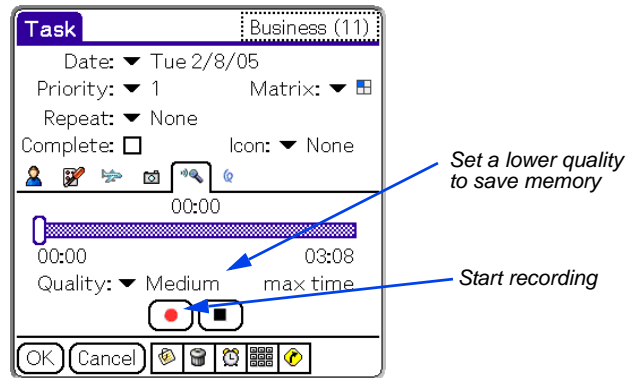 Task Business (11)
Date: Tue 2/8/05
Priority: 1 Matrix:
Repeat: None
Complete: Icon: None
Set a lower quality
to save memory
00:00
00:00 03:08
Quality: Medium max time
Start recording
OK Cancel